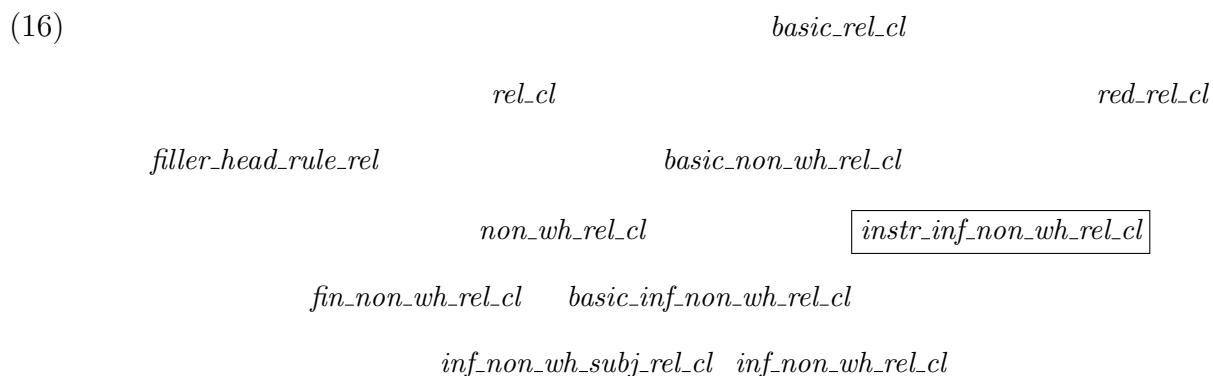 (16) basic_rel_cl
rel_cl red_rel_cl
filler_head_rule_rel basic_non_wh_rel_cl
non_wh_rel_cl instr_inf_non_wh_rel_cl
fin_non_wh_rel_cl basic_inf_non_wh_rel_cl
inf_non_wh_subj_rel_cl inf_non_wh_rel_cl